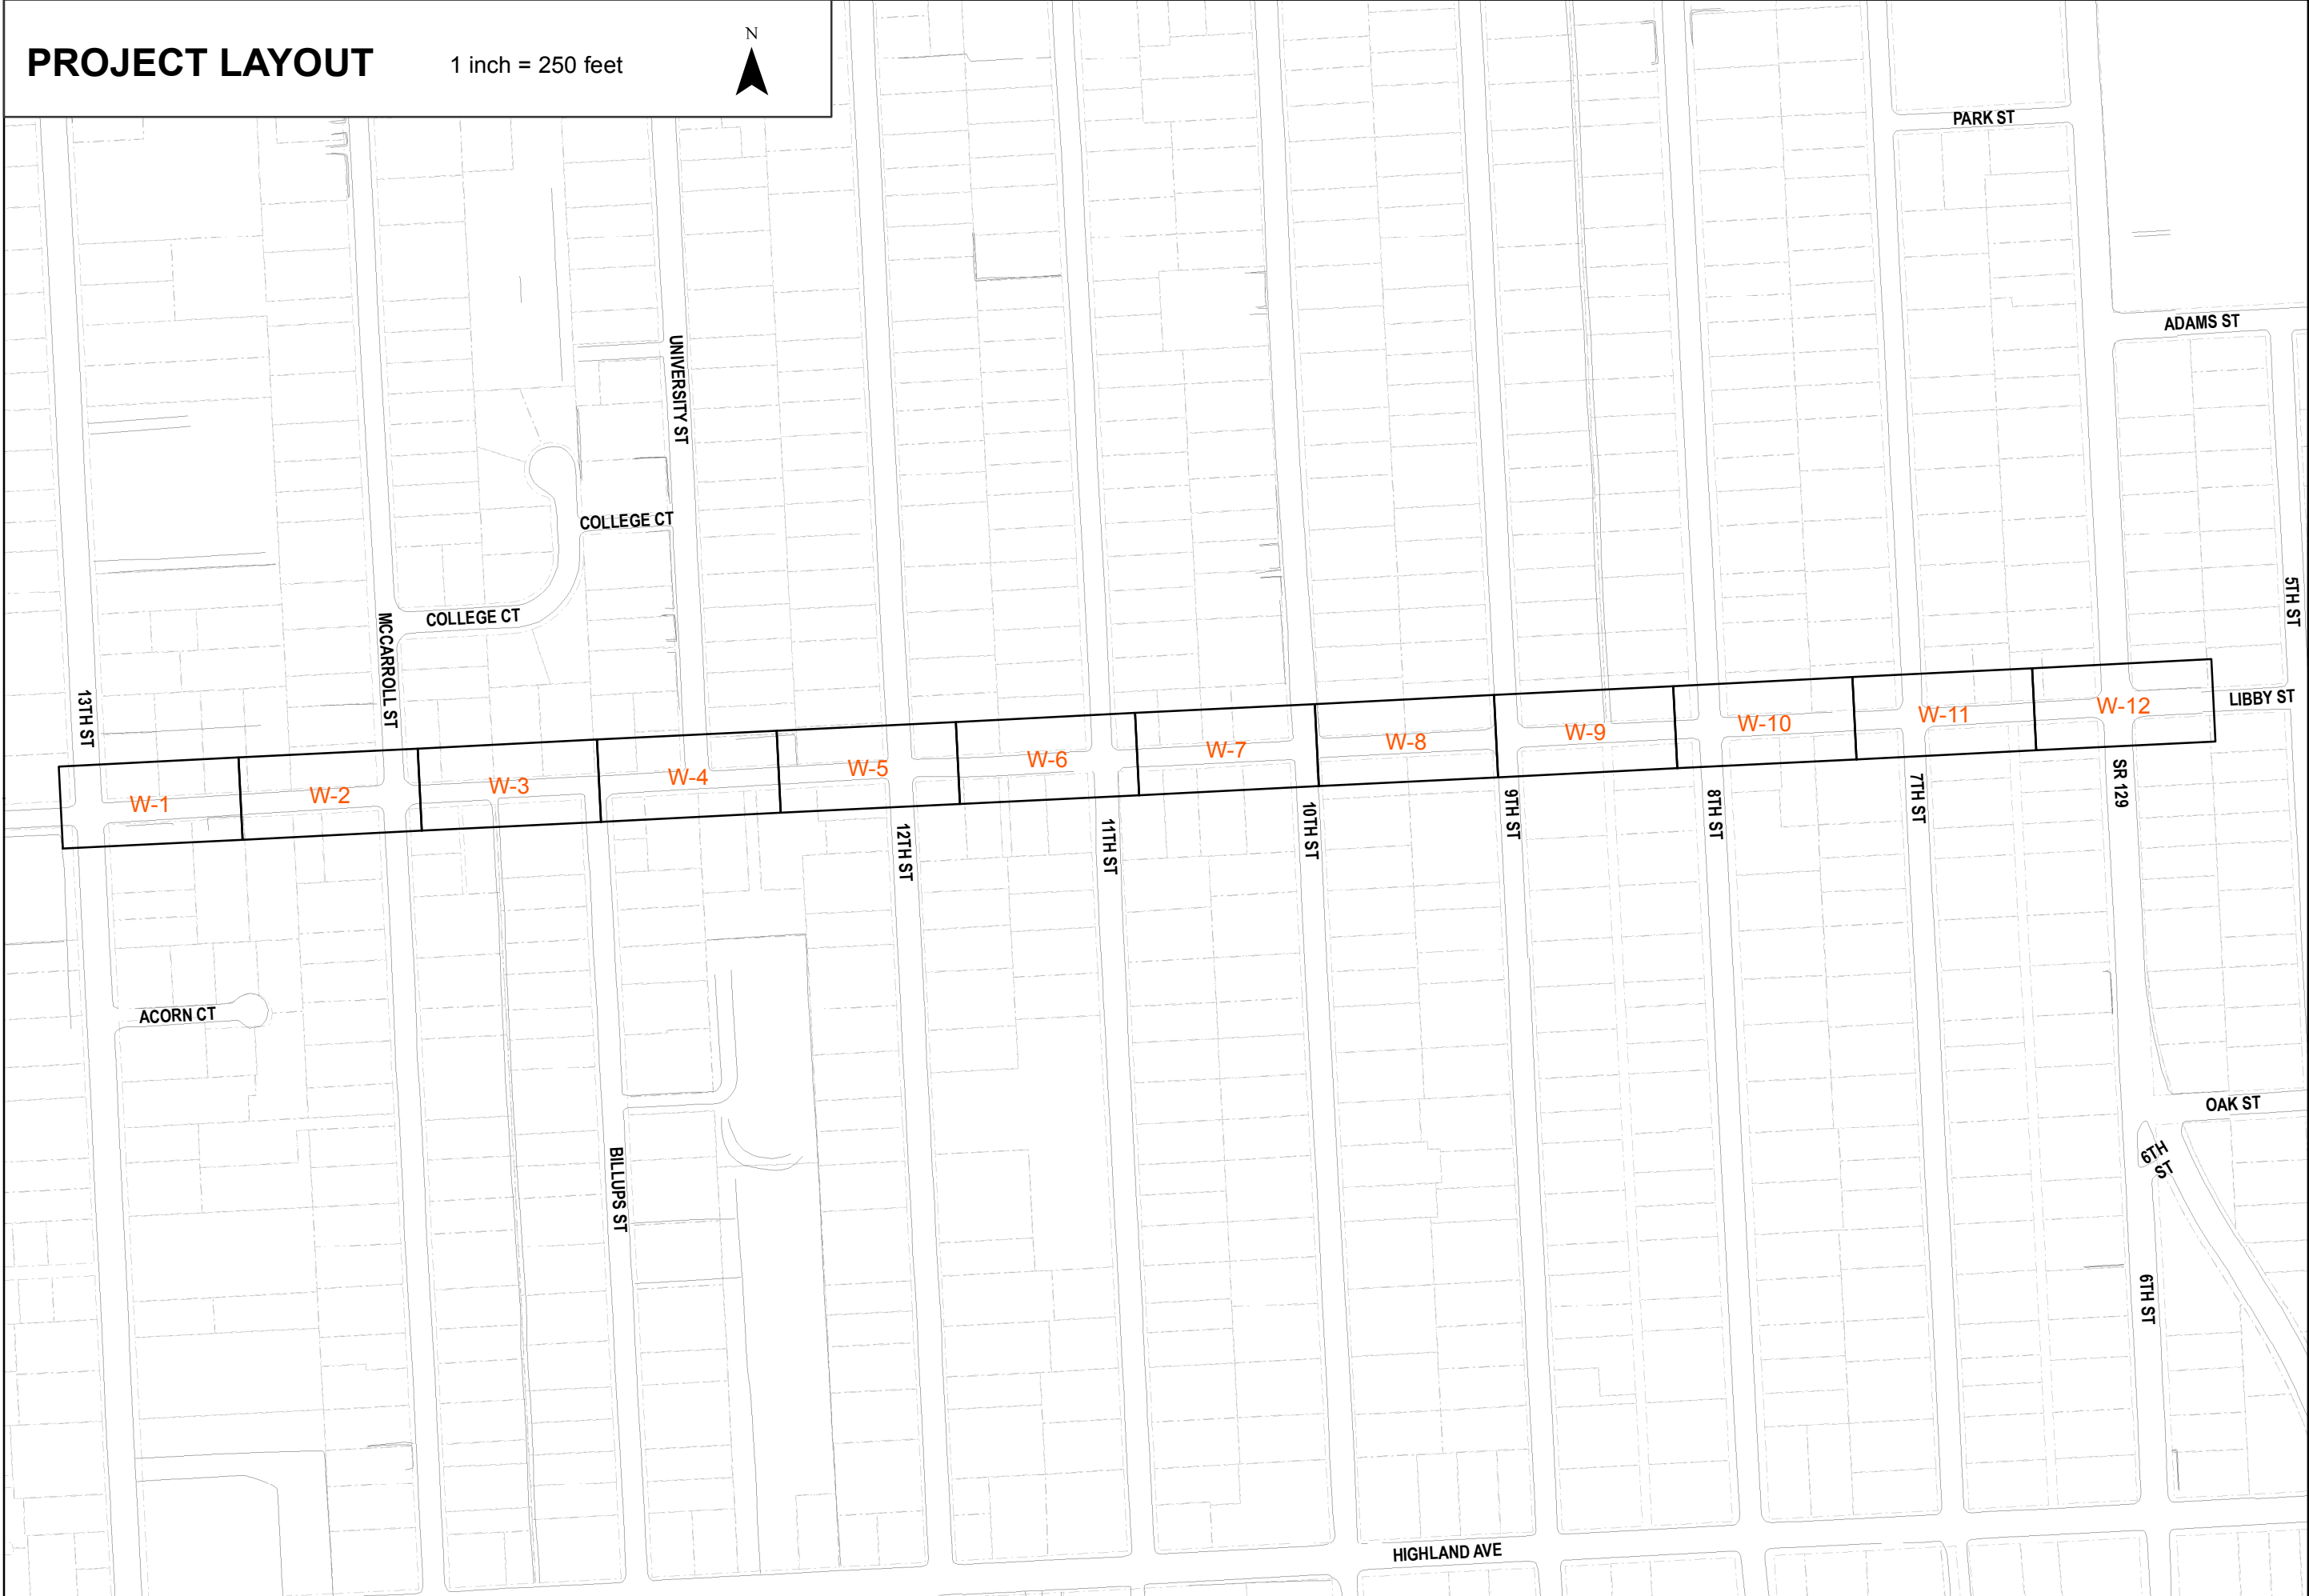 PROJECT LAYOUT
1 inch = 250 feet
N
PARK ST
ADAMS ST
UNIVERSITY ST
COLLEGE CT
COLLEGE CT
5TH ST
MCCARROLL ST
13TH ST
LIBBY ST
W-1
W-2
W-3
W-4
W-5
W-6
W-7
W-8
W-9
W-10
W-11
W-12
12TH ST
11TH ST
10TH ST
9TH ST
8TH ST
7TH ST
SR 129
ACORN CT
OAK ST
BILLUPS ST
6TH
ST
6TH ST
HIGHLAND AVE